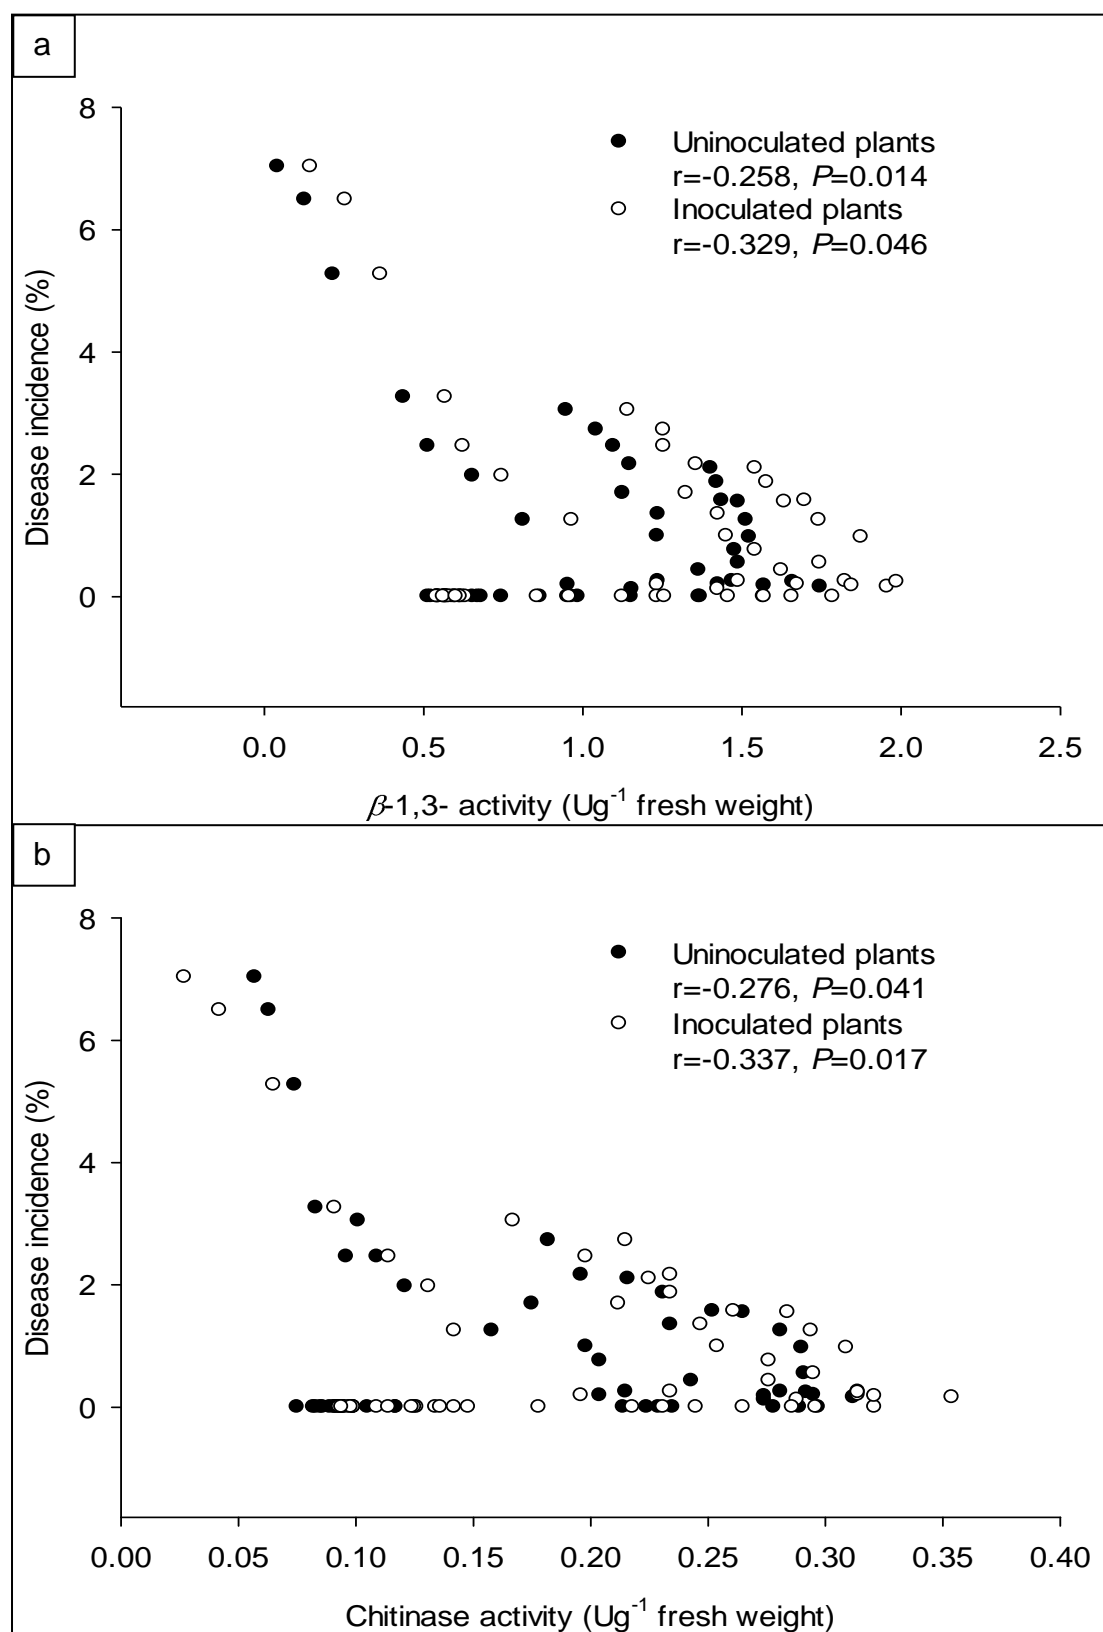 a
8
6
4
2
0
Disease incidence (%)
Uninoculated plants
r=-0.258, P=0.014
Inoculated plants
r=-0.329, P=0.046
0.0 0.5 1.0 1.5 2.0 2.5
β-1,3- activity (Ug⁻¹ fresh weight)
b
8
6
4
2
0
Disease incidence (%)
Uninoculated plants
r=-0.276, P=0.041
Inoculated plants
r=-0.337, P=0.017
0.00 0.05 0.10 0.15 0.20 0.25 0.30 0.35 0.40
Chitinase activity (Ug⁻¹ fresh weight)